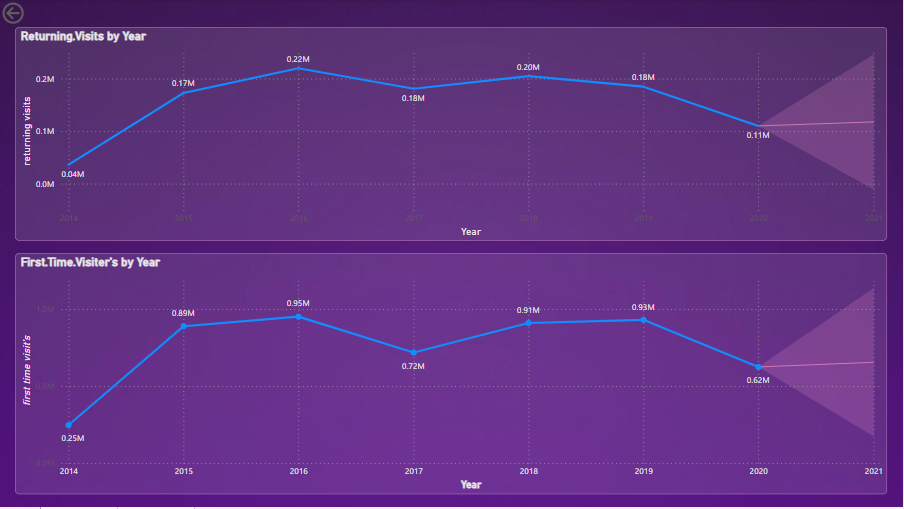 Returning.Visits by Year
0.22M
0.20M
0.18M
0.17M
0.2M
0.18M
returning visits
0.1M
0.11M
0.04M
0.0M
2014 2015 2016 2017 2018 2019 2020 2021
Year
First.Time.Visiter's by Year
1.0M
0.95M
0.93M
0.91M
0.89M
0.72M
first time visit's
0.5M
0.62M
0.25M
0.0M
2014 2015 2016 2017 2018 2019 2020 2021
Year